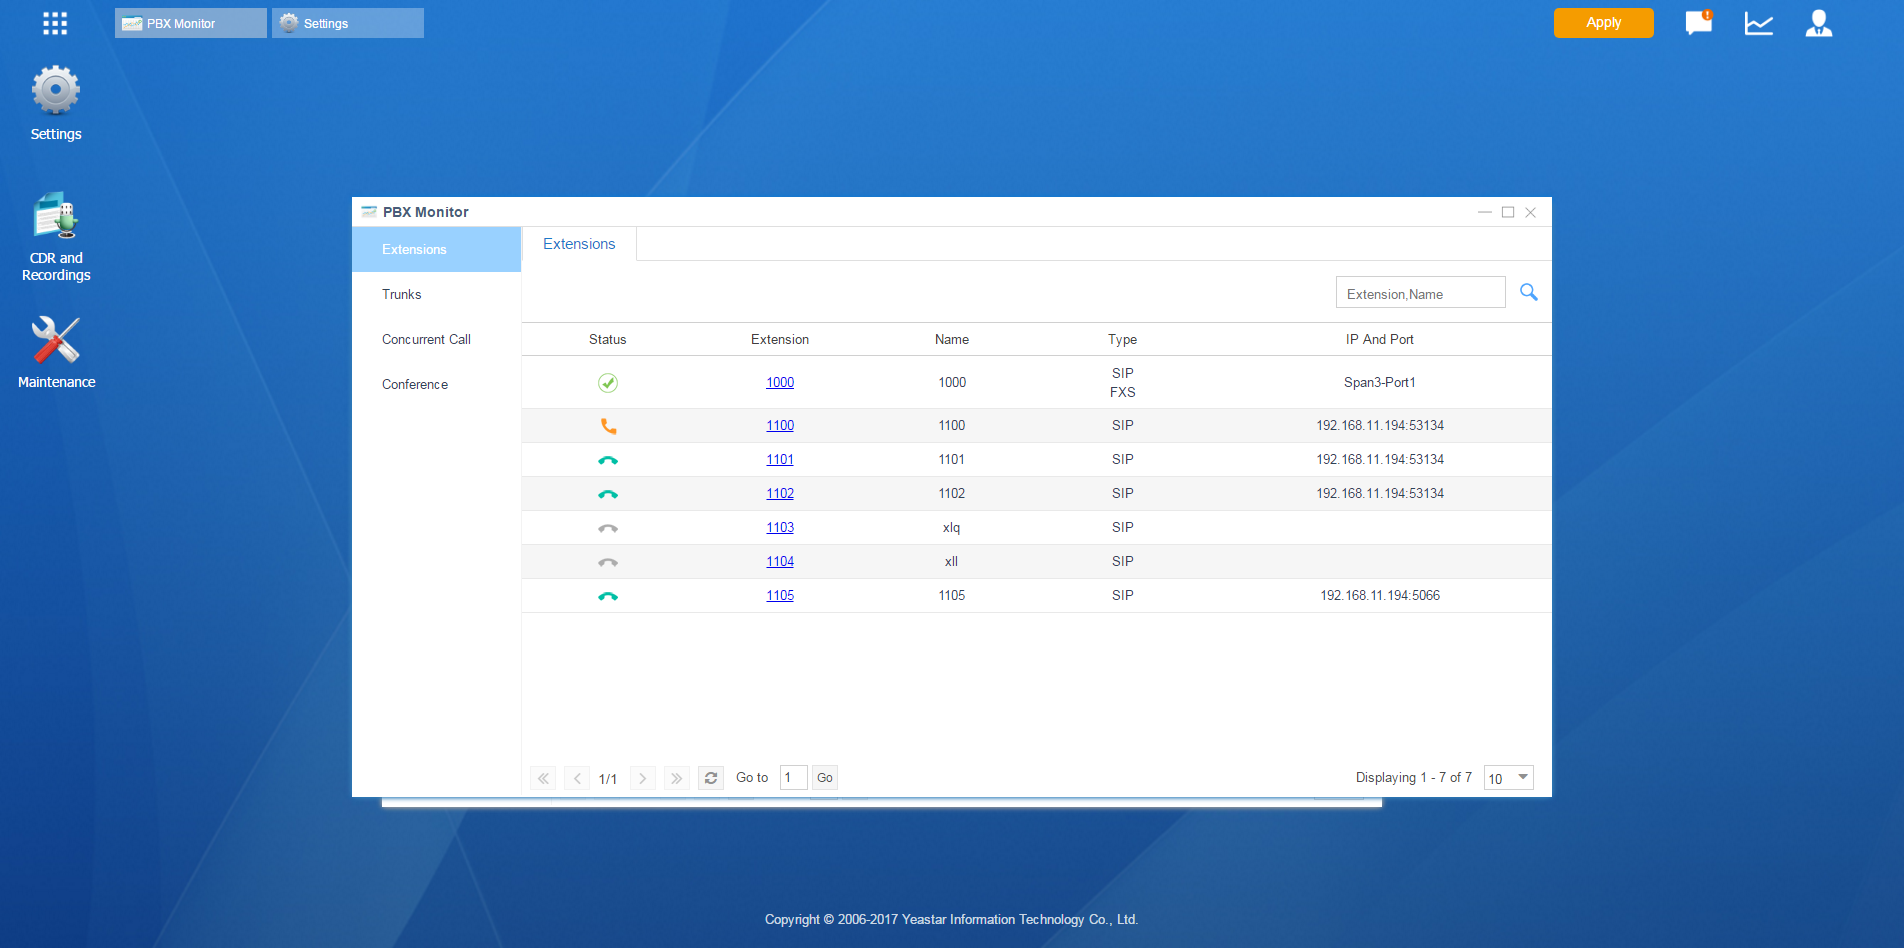 PBX Monitor
Settings
Apply
Settings
CDR and
Recordings
Maintenance
PBX Monitor
Extensions
Trunks
Concurrent Call
Conference
Extensions
Extension,Name
Status Extension Name Type IP And Port
1000 1000 SIP FXS Span3-Port1
1100 1100 SIP 192.168.11.194:53134
1101 1101 SIP 192.168.11.194:53134
1102 1102 SIP 192.168.11.194:53134
1103 xlq SIP
1104 xll SIP
1105 1105 SIP 192.168.11.194:5066
1/1 Go to 1 Go Displaying 1 - 7 of 7 10
Copyright © 2006-2017 Yeastar Information Technology Co., Ltd.